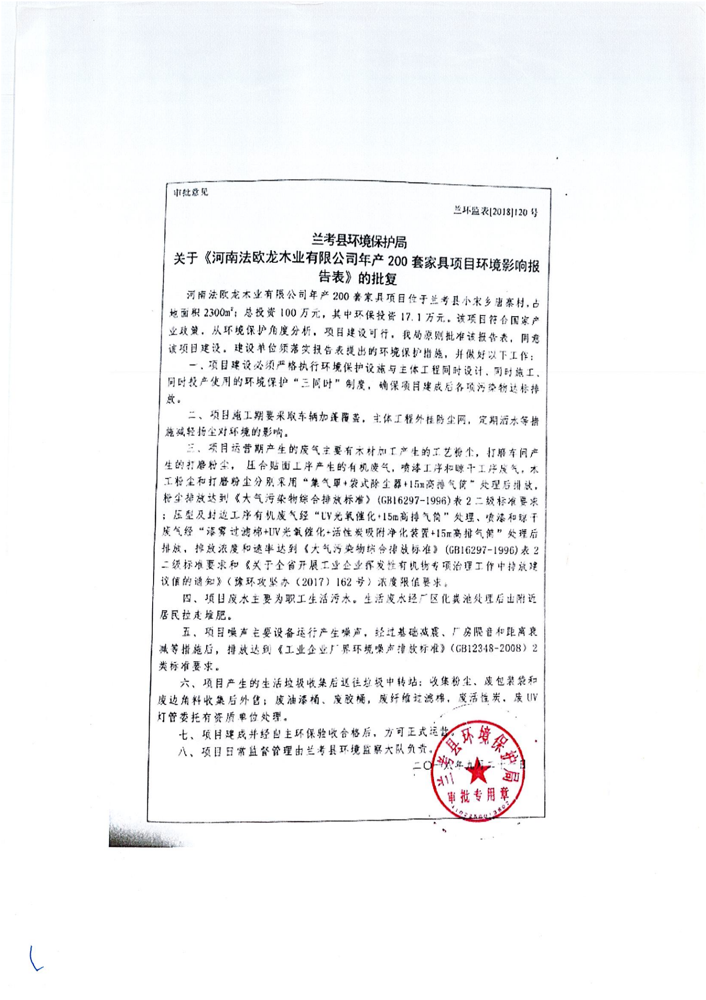 审批意见
兰环监表[2018]120 号
兰考县环境保护局
关于《河南法欧龙木业有限公司年产 200 套家具项目环境影响报
告表》的批复
河南法欧龙木业有限公司年产 200 套家具项目位于兰考县小宋乡唐寨村,占
地面积 2300㎡; 总投资 100 万元, 其中环保投资 17.1 万元。该项目符合国家产
业政策, 从环境保护角度分析, 项目建设可行。我局原则批准该报告表, 同意
该项目建设。建设单位须落实报告表提出的环境保护措施, 并做好以下工作:
一、项目建设必须严格执行环境保护设施与主体工程同时设计、同时施工、
同时投产使用的环境保护“三同时”制度, 确保项目建成后各项污染物达标排
放。
二、项目施工期要采取车辆加蓬覆盖, 主体工程外挂防尘网, 定期洒水等措
施减轻扬尘对环境的影响。
三、项目运营期产生的废气主要有木材加工产生的工艺粉尘, 打磨车间产
生的打磨粉尘, 压合贴面工序产生的有机废气, 喷漆工序和晾干工序废气。木
工粉尘和打磨粉尘分别采用“集气罩+袋式除尘器+15m高排气筒”处理后排放,
粉尘排放达到《大气污染物综合排放标准》(GB16297-1996)表 2 二级标准要求
; 压型及封边工序有机废气经“UV光氧催化+15m高排气筒”处理、喷漆和晾干
废气经“漆雾过滤棉+UV光氧催化+活性炭吸附净化装置+15m高排气筒”处理后
排放, 排放浓度和速率达到《大气污染物综合排放标准》(GB16297-1996)表 2
二级标准要求和《关于全省开展工业企业挥发性有机物专项治理工作中排放建
议值的通知》(豫环攻坚办（2017）162 号) 浓度限值要求。
四、项目废水主要为职工生活污水。生活废水经厂区化粪池处理后由附近
居民拉走堆肥。
五、项目噪声主要设备运行产生噪声, 经过基础减震、厂房隔音和距离衰
减等措施后, 排放达到《工业企业厂界环境噪声排放标准》(GB12348-2008) 2
类标准要求。
六、项目产生的生活垃圾收集后送往垃圾中转站; 收集粉尘、废包装袋和
废边角料收集后外售; 废油漆桶、废胶桶, 废纤维过滤棉, 废活性炭, 废 UV
灯管委托有资质单位处理。
七、项目建成并经自主环保验收合格后, 方可正式运营。
八、项目日常监督管理由兰考县环境监察大队负责。
二〇一八年九月二十 日
兰考县环境保护局
审批专用章